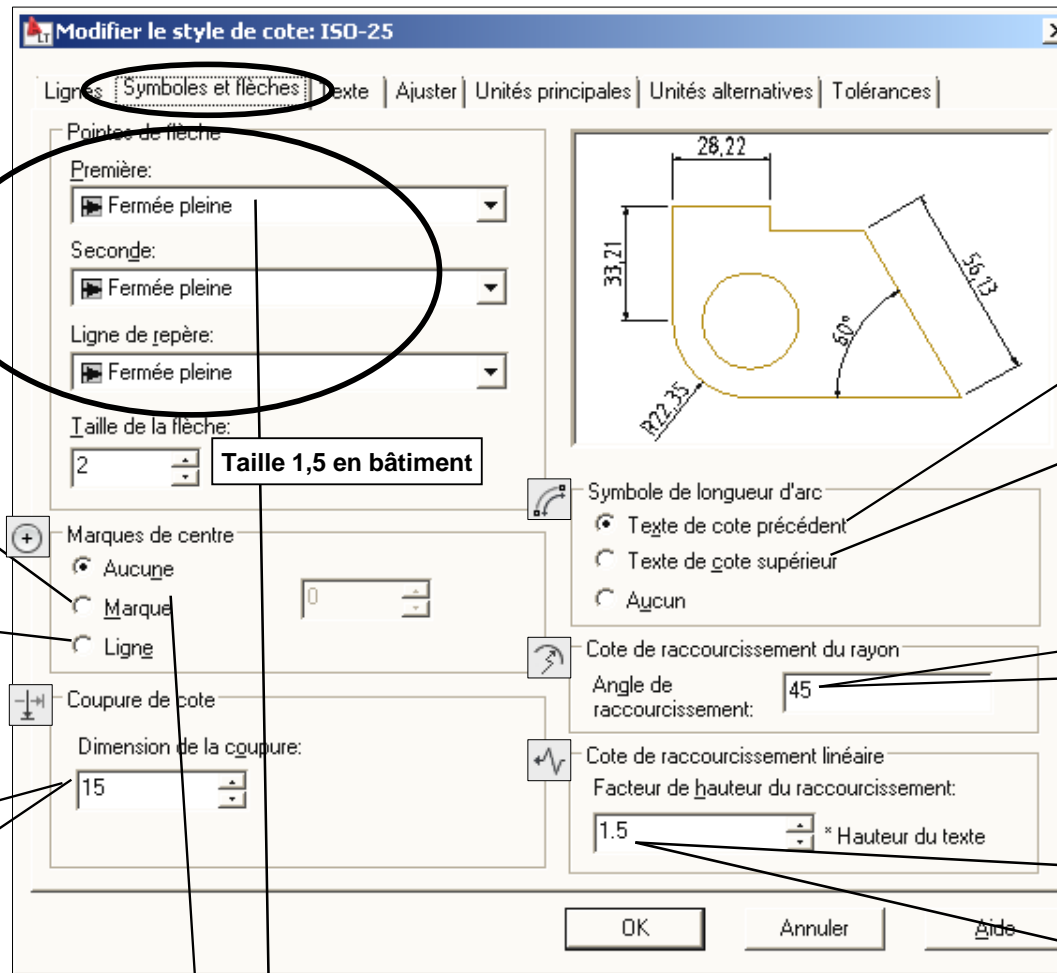 Modifier le style de cote: ISO-25
Lignes Symboles et flèches Texte Ajuster Unités principales Unités alternatives Tolérances
Pointes de flèche
Première:
Fermée pleine
Seconde:
Fermée pleine
Ligne de repère:
Fermée pleine
Taille de la flèche:
2
Taille 1,5 en bâtiment
Marques de centre
Aucune
Marque
0
Ligne
Coupure de cote
Dimension de la coupure:
15
28,22
33,21
56,13
60°
R22,35
Symbole de longueur d'arc
Texte de cote précédent
Texte de cote supérieur
Aucun
Cote de raccourcissement du rayon
Angle de
raccourcissement:
45
Cote de raccourcissement linéaire
Facteur de hauteur du raccourcissement:
1.5 * Hauteur du texte
OK Annuler Aide